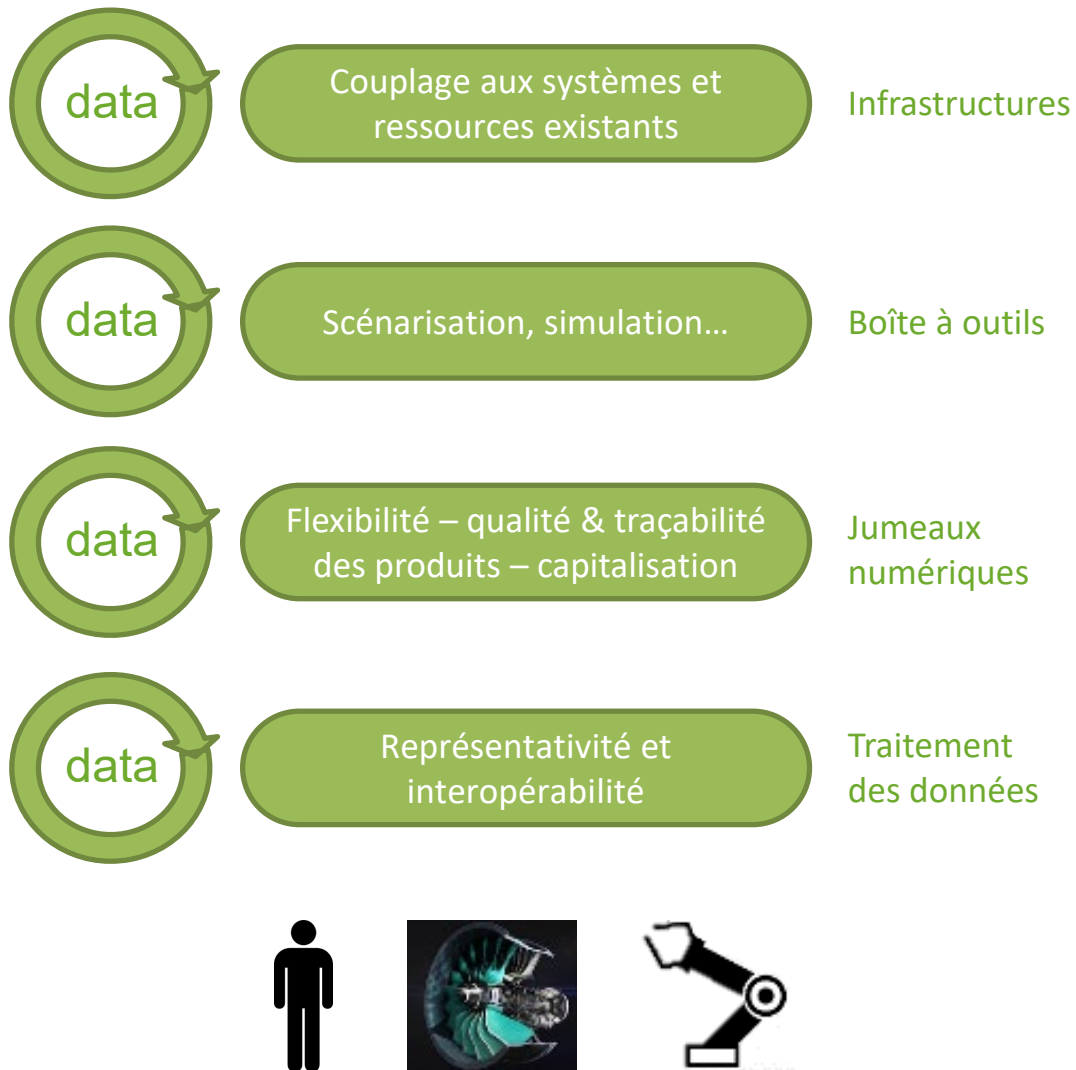 data
Couplage aux systèmes et
ressources existants
Infrastructures
data
Scénarisation, simulation…
Boîte à outils
data
Flexibilité – qualité & traçabilité
des produits – capitalisation
Jumeaux
numériques
data
Représentativité et
interopérabilité
Traitement
des données